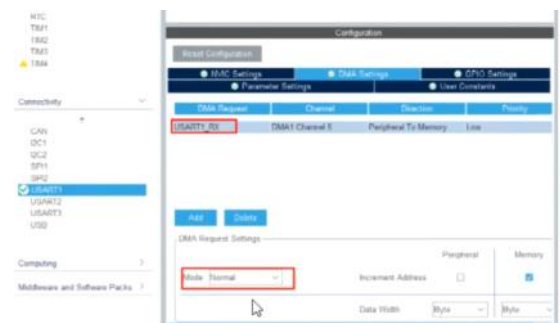 RTC
TIM1
TIM2
TIM3
TIM4
Connectivity
CAN
I2C1
I2C2
SPI1
SPI2
USART1
USART2
USART3
USB
Computing
Middleware and Software Packs
Configuration
Reset Configuration
NVIC Settings
DMA Settings
GPIO Settings
Parameter Settings
User Constants
DMA Request Channel Direction Priority
USART1_RX DMA1 Channel 5 Peripheral To Memory Low
Add Delete
DMA Request Settings
Peripheral Memory
Mode Normal Increment Address
Data Width Byte Byte